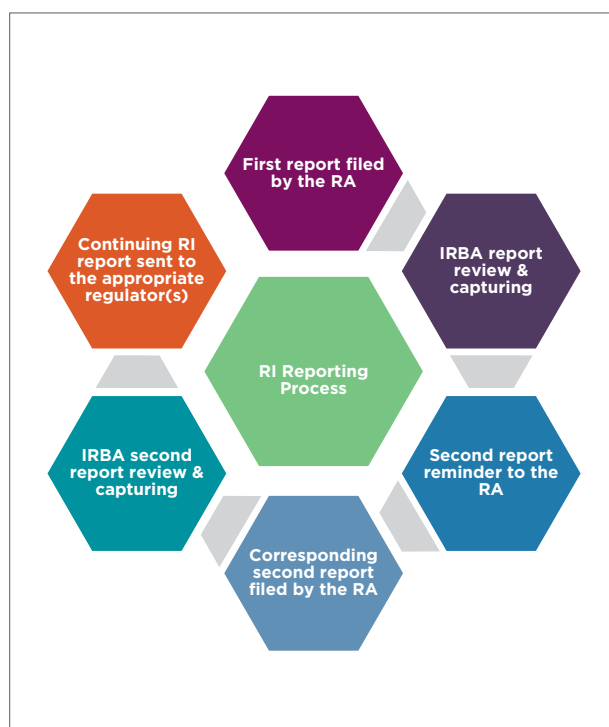 First report filed
by the RA
IRBA report
review &
capturing
Second report
reminder to the
RA
Corresponding
second report
filed by the RA
IRBA second
report review &
capturing
Continuing RI
report sent to
the appropriate
regulator(s)
RI Reporting
Process